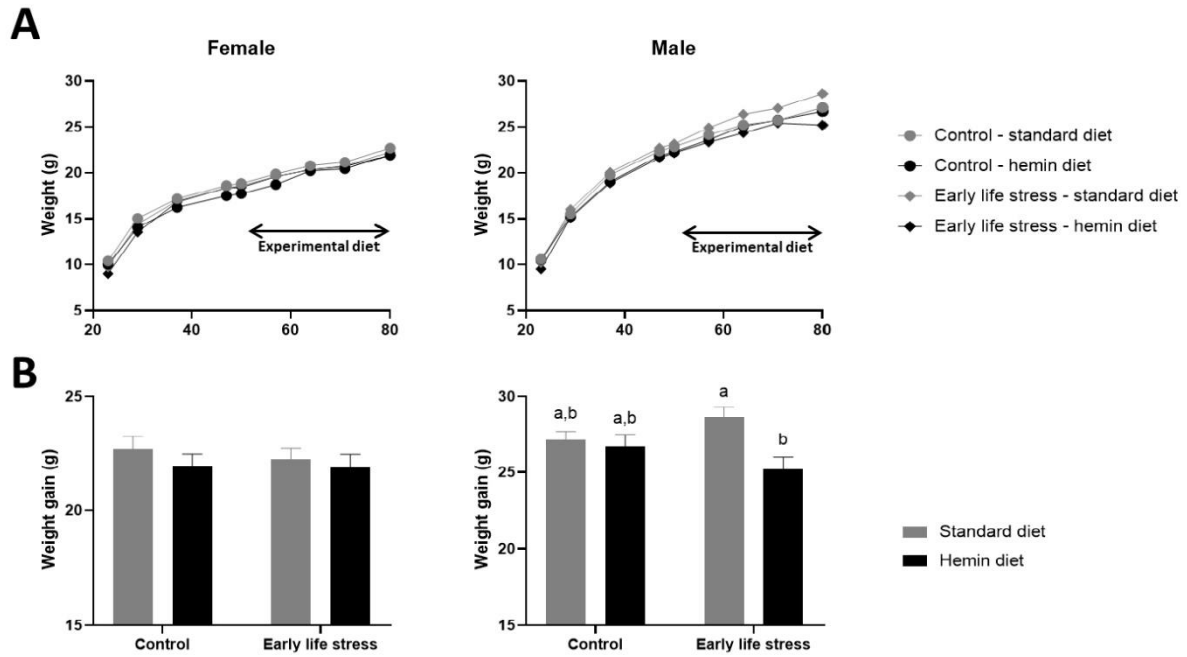 A
Female
Male
Weight (g)
30
25
20
15
10
5
20
40
60
80
Experimental diet
Weight (g)
30
25
20
15
10
5
20
40
60
80
Experimental diet
Control - standard diet
Control - hemin diet
Early life stress - standard diet
Early life stress - hemin diet
B
Weight gain (g)
25
20
15
Control
Early life stress
Weight gain (g)
30
25
20
15
a,b
a,b
a
b
Control
Early life stress
Standard diet
Hemin diet